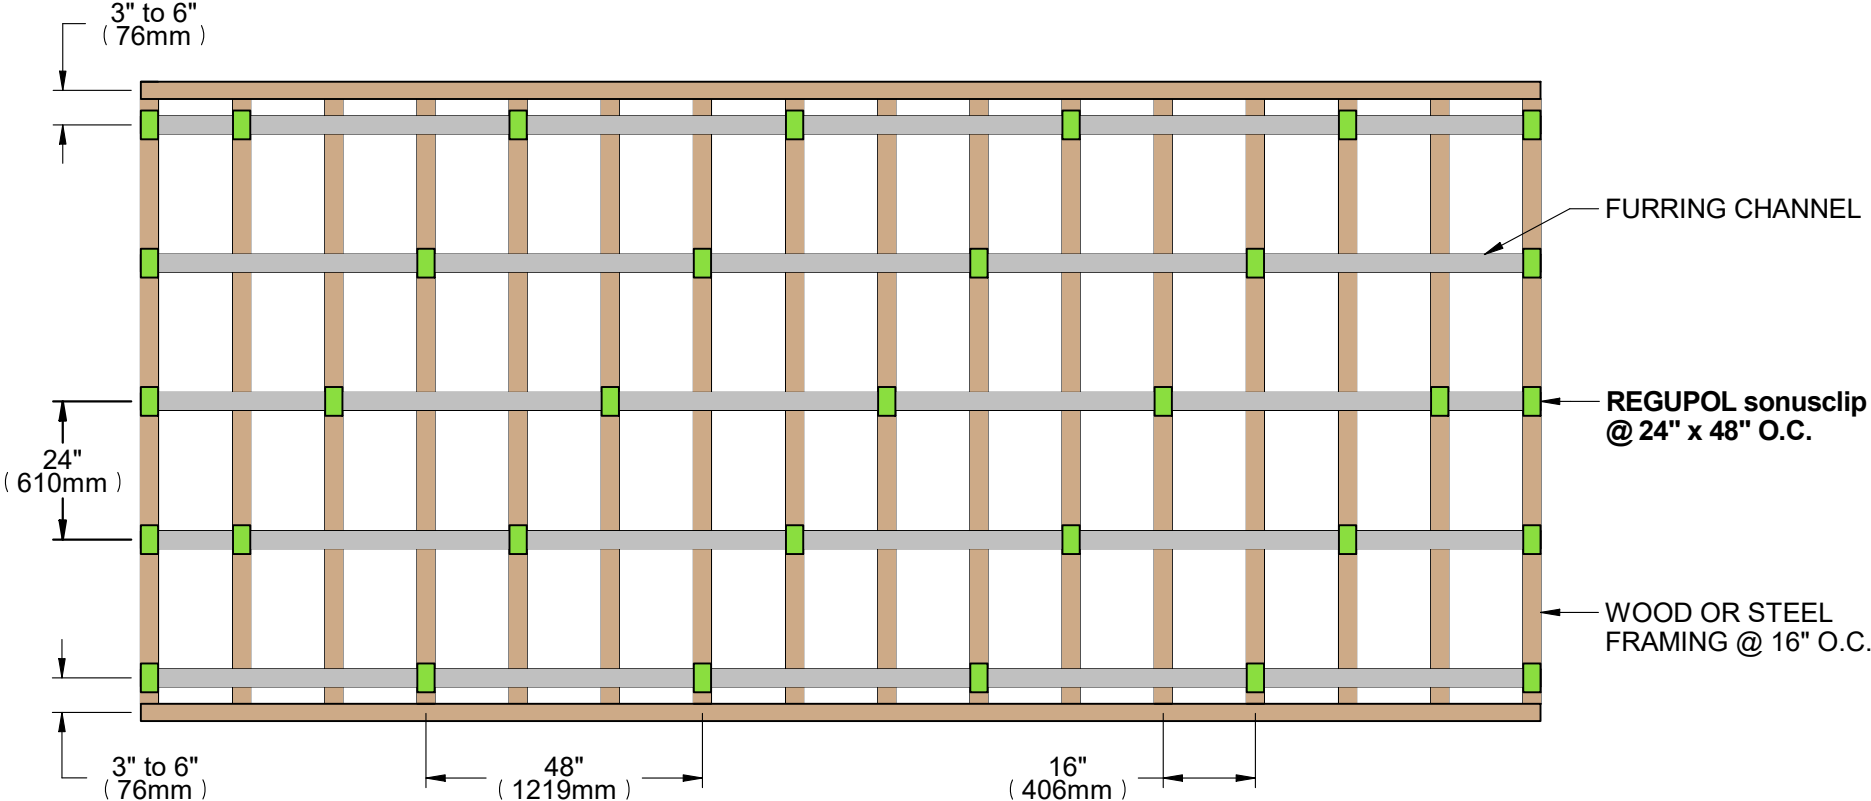 3" to 6"
(76mm)
FURRING CHANNEL
REGUPOL sonusclip
@ 24" x 48" O.C.
24"
(610mm)
WOOD OR STEEL
FRAMING @ 16" O.C.
3" to 6"
(76mm)
48"
(1219mm)
16"
(406mm)